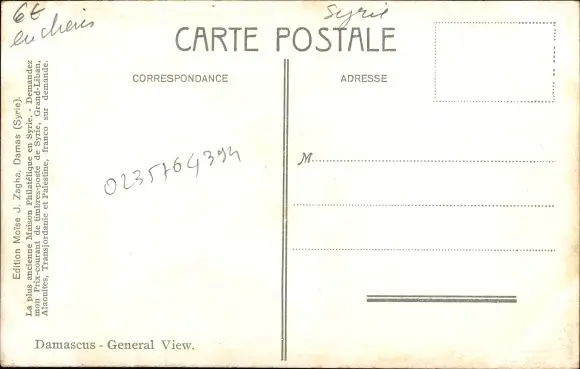 6€
enchères
Syrie
CARTE POSTALE
CORRESPONDANCE
ADRESSE
Edition Moïse J. Zagha, Damas (Syrie).
La plus ancienne Maison Philatélique en Syrie. - Demandez
mon Prix-courant de timbres-poste de Syrie, Grand-Liban,
Alaouites, Transjordanie et Palestine, franco sur demande.
M
Damascus - General View.